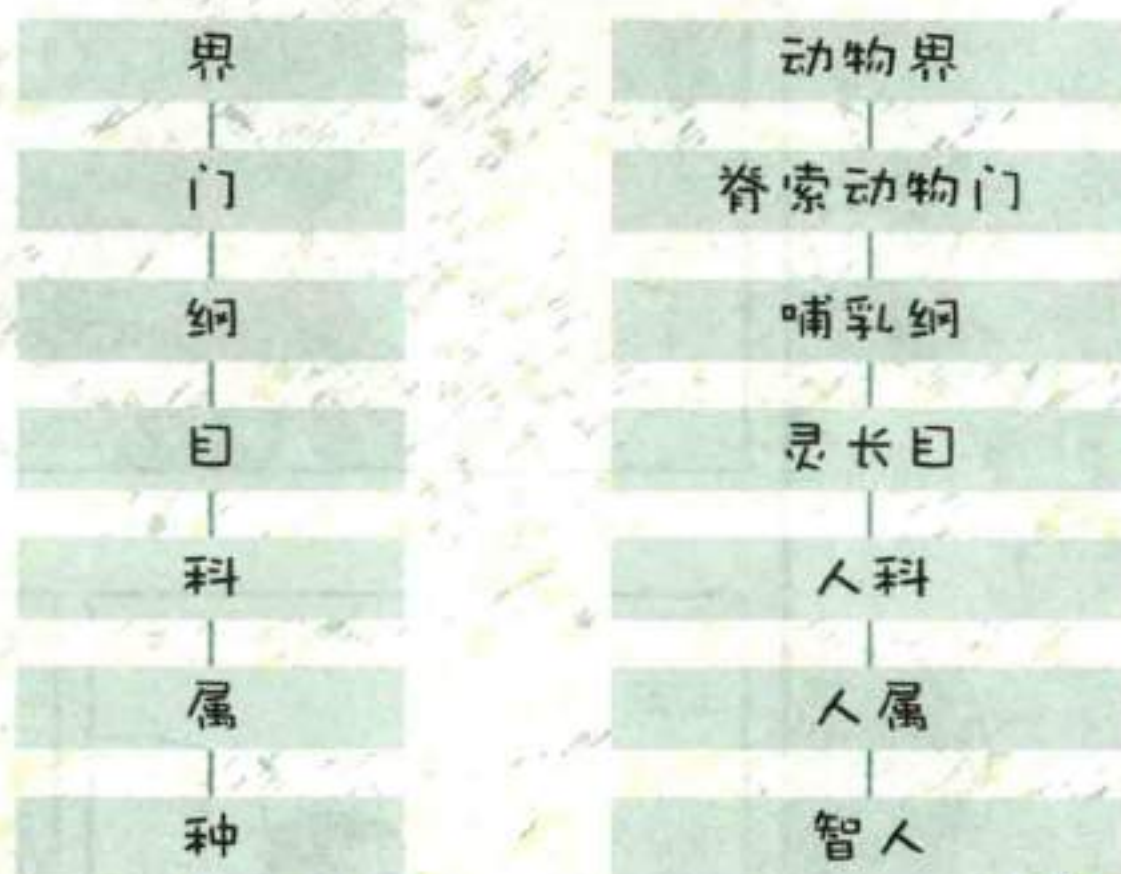 界 动物界
门 脊索动物门
纲 哺乳纲
目 灵长目
科 人科
属 人属
种 智人